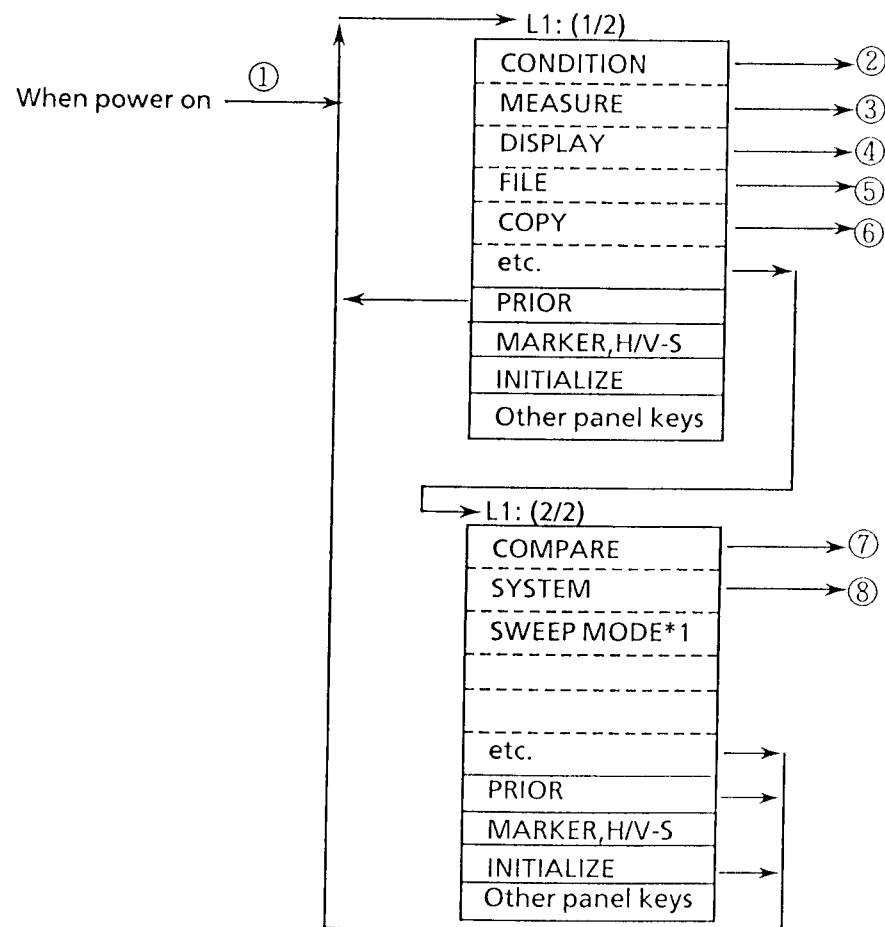 L1: (1/2)
CONDITION ②
① 
When power on
MEASURE ③
DISPLAY ④
FILE ⑤
COPY ⑥
etc.
PRIOR
MARKER,H/V-S
INITIALIZE
Other panel keys
L1: (2/2)
COMPARE ⑦
SYSTEM ⑧
SWEEP MODE*1
etc.
PRIOR
MARKER,H/V-S
INITIALIZE
Other panel keys